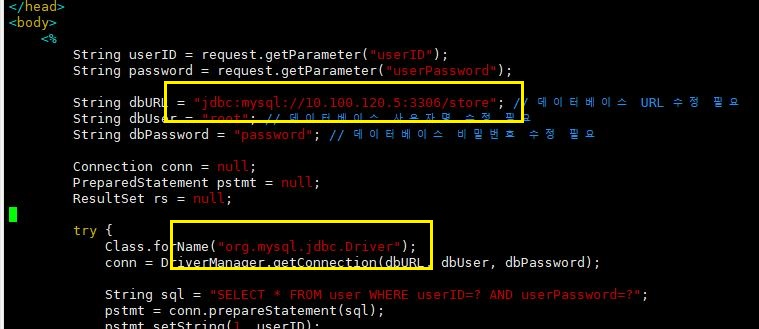 </head>
<body>
<%
String userID = request.getParameter("userID");
String password = request.getParameter("userPassword");
String dbURL = "jdbc:mysql://10.100.120.5:3306/store"; // 데이터베이스 URL 수정 필요
String dbUser = "root"; // 데이터베이스 사용자명 수정 필요
String dbPassword = "password"; // 데이터베이스 비밀번호 수정 필요
Connection conn = null;
PreparedStatement pstmt = null;
ResultSet rs = null;
try {
Class.forName("org.mysql.jdbc.Driver");
conn = DriverManager.getConnection(dbURL, dbUser, dbPassword);
String sql = "SELECT * FROM user WHERE userID=? AND userPassword=?";
pstmt = conn.prepareStatement(sql);
pstmt.setString(1, userID);